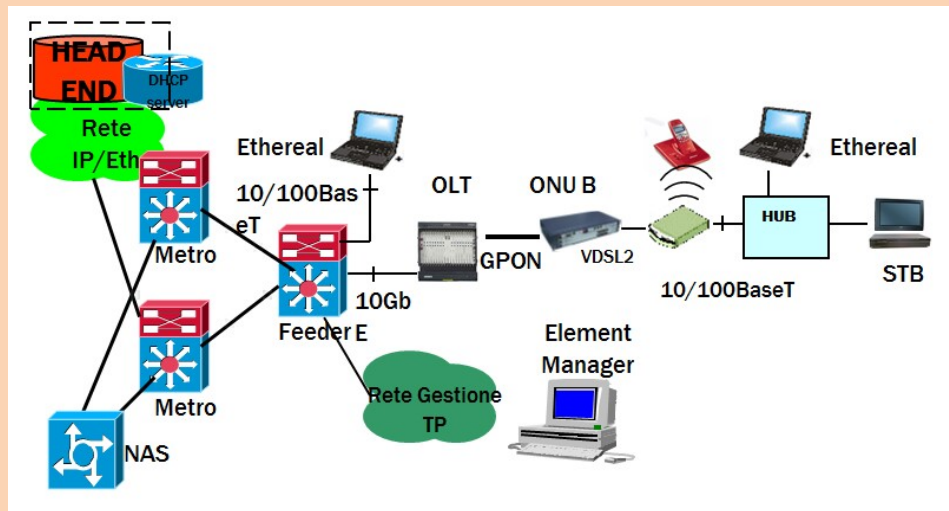 HEAD
END
DHCP
server
Rete
IP/Eth
Ethereal
10/100Bas
eT
Metro
Metro
NAS
Feeder
10Gb
E
OLT
GPON
ONU B
VDSL2
10/100BaseT
HUB
Ethereal
STB
Rete Gestione
TP
Element
Manager